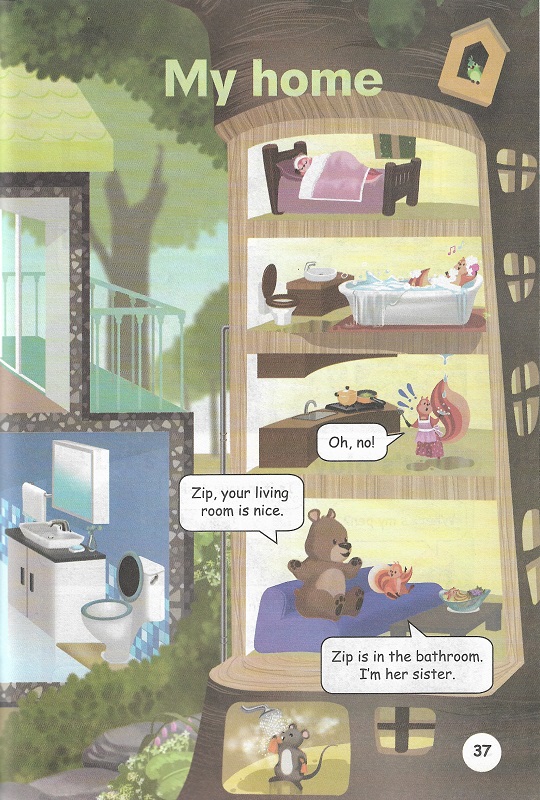 My home
Oh, no!
Zip, your living
room is nice.
Zip is in the bathroom.
I'm her sister.
37